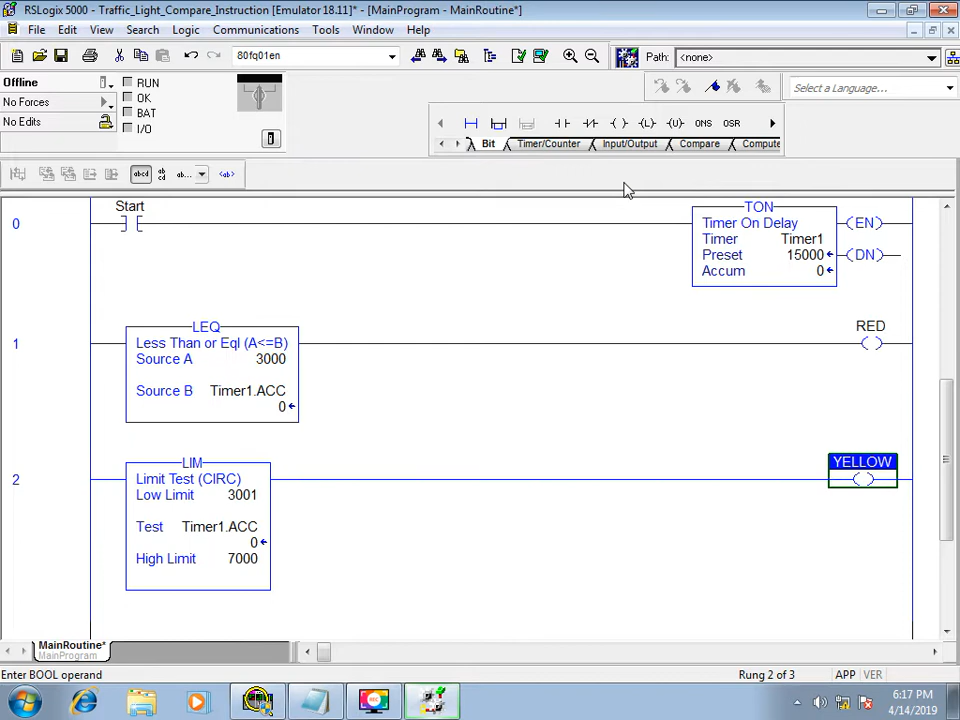 RSLogix 5000 - Traffic_Light_Compare_Instruction [Emulator 18.11]* - [MainProgram - MainRoutine*]
File Edit View Search Logic Communications Tools Window Help
80fq01en
Path: <none>
Offline
RUN
No Forces
OK
No Edits
BAT
I/O
Select a Language...
ONS OSR
Bit Timer/Counter Input/Output Compare Compute
abcd
ab cd
ab...
<ab>
0
Start
TON
Timer On Delay
Timer Timer1
Preset 15000
Accum 0
EN
DN
1
LEQ
Less Than or Eql (A<=B)
Source A 3000
Source B Timer1.ACC
0
RED
2
LIM
Limit Test (CIRC)
Low Limit 3001
Test Timer1.ACC
0
High Limit 7000
YELLOW
MainRoutine*
MainProgram
Enter BOOL operand
Rung 2 of 3
APP
VER
6:17 PM
4/14/2019